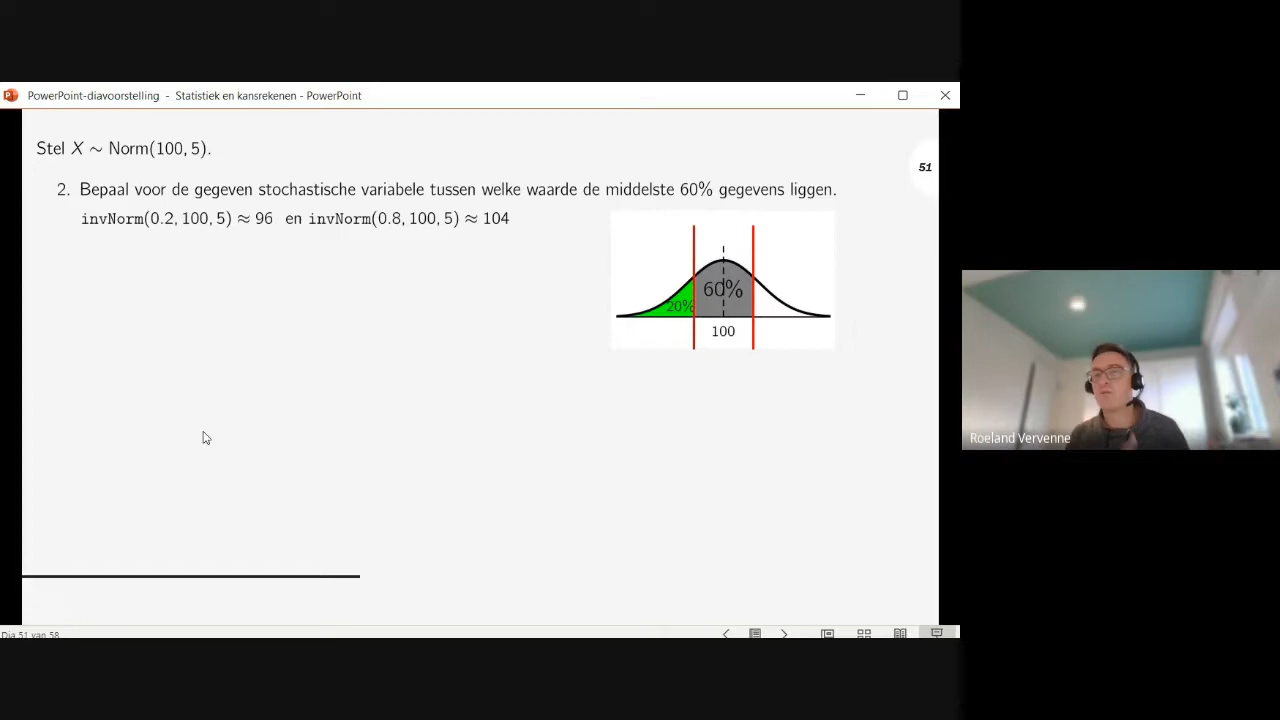 PowerPoint-diavoorstelling - Statistiek en kansrekenen - PowerPoint
Stel X ∼ Norm(100, 5).
51
2. Bepaal voor de gegeven stochastische variabele tussen welke waarde de middelste 60% gegevens liggen.
invNorm(0.2, 100, 5) ≈ 96 en invNorm(0.8, 100, 5) ≈ 104
60%
20%
100
Roeland Vervenne
Dia 51 van 58